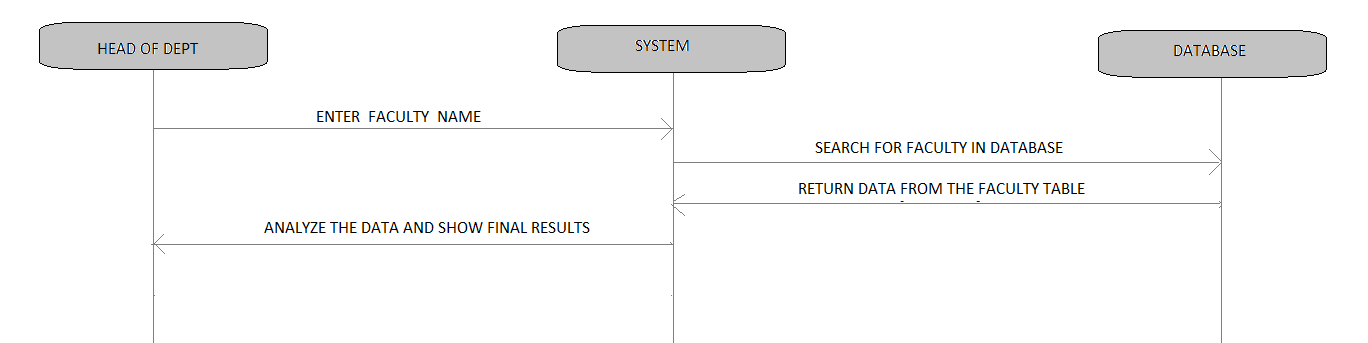 HEAD OF DEPT
SYSTEM
DATABASE
ENTER FACULTY NAME
SEARCH FOR FACULTY IN DATABASE
RETURN DATA FROM THE FACULTY TABLE
ANALYZE THE DATA AND SHOW FINAL RESULTS